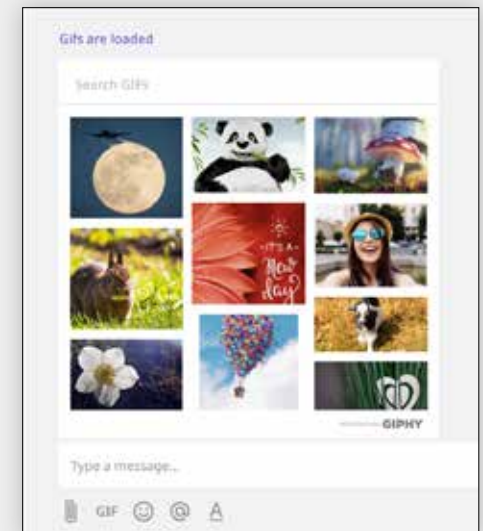 Gifs are loaded
Search GIFs
IT'S A
New
day
GIPHY
Type a message...
GIF
@
A